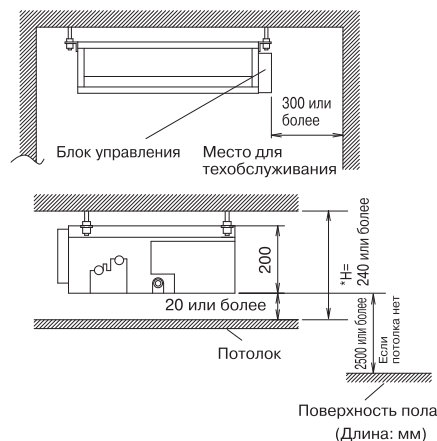 300 или
более
Блок управления
Место для
техобслуживания
200
*H=
240 или более
20 или более
Потолок
2500 или более
Если
потолка нет
Поверхность пола
(Длина: мм)